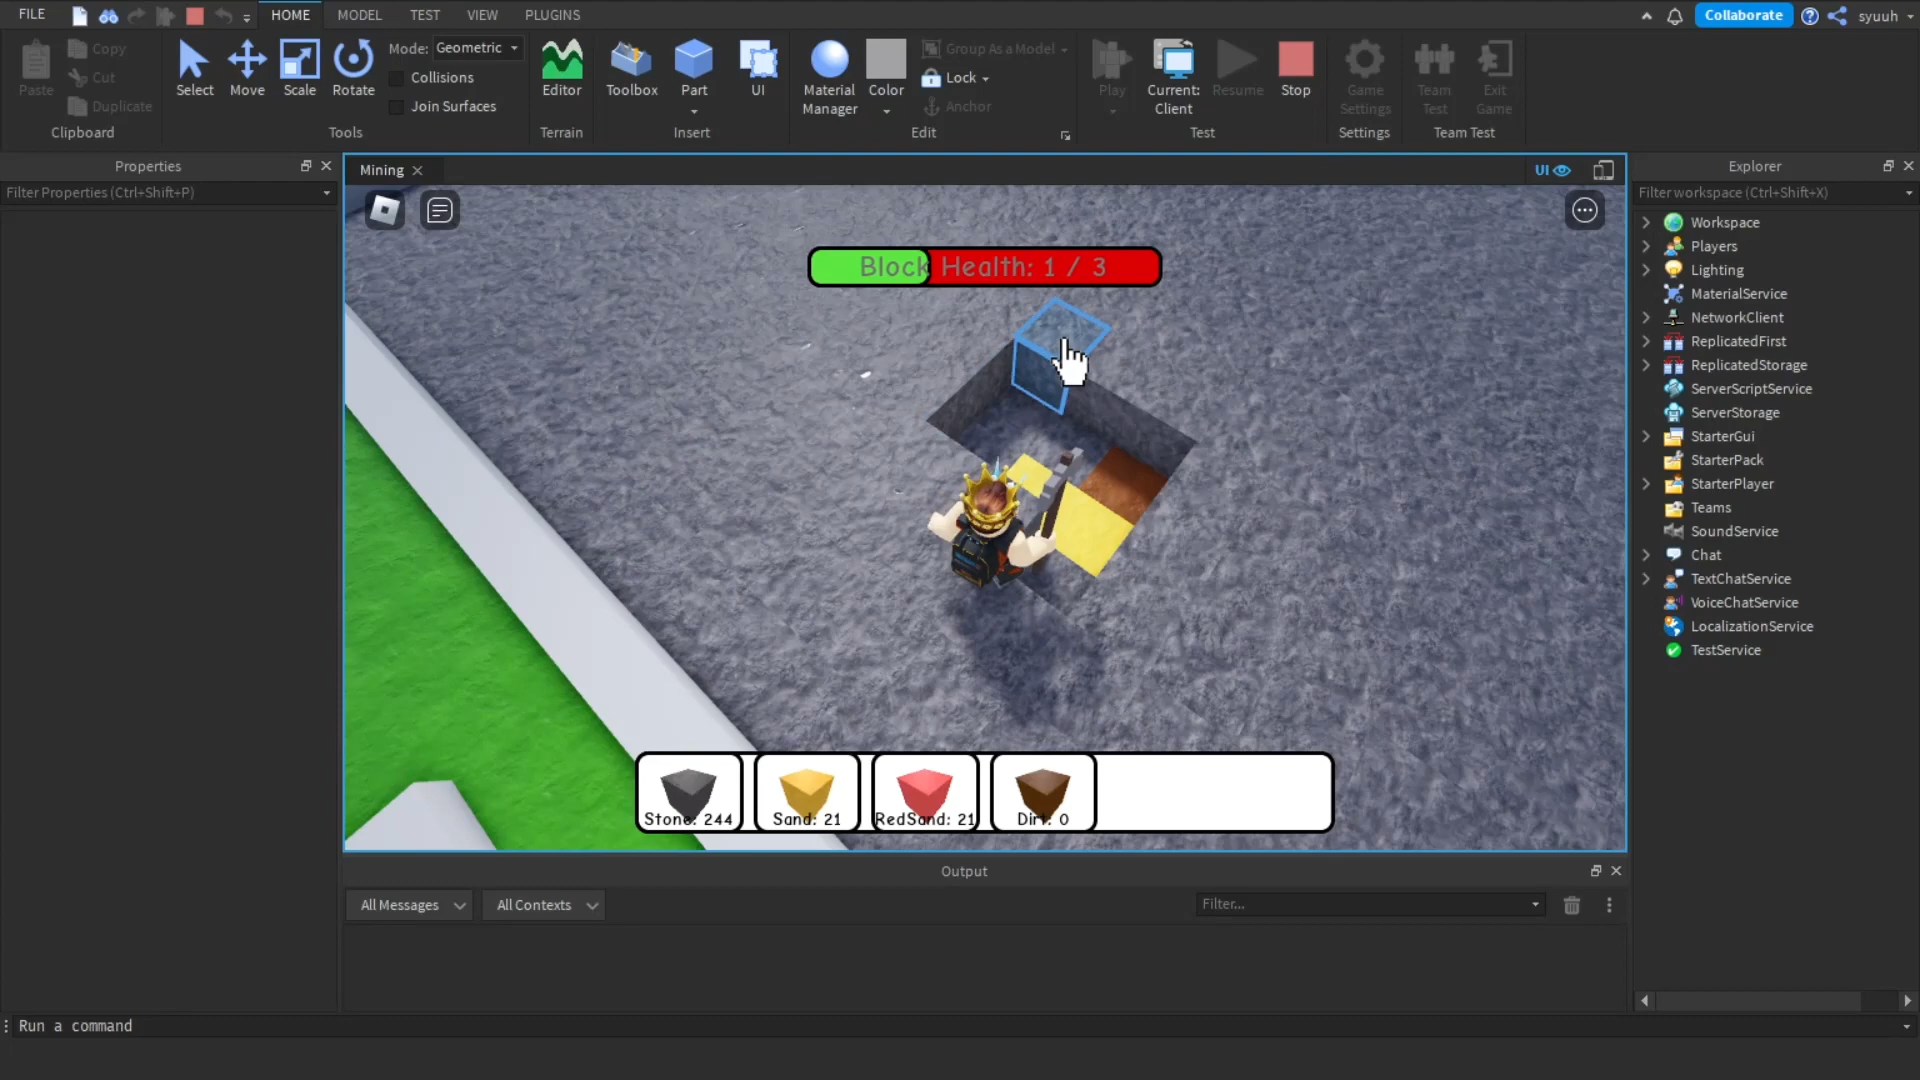 FILE
HOME
MODEL
TEST
VIEW
PLUGINS
Collaborate
syuuh
Paste
Copy
Cut
Duplicate
Clipboard
Select
Move
Scale
Rotate
Mode: Geometric
Collisions
Join Surfaces
Tools
Editor
Terrain
Toolbox
Part
UI
Insert
Material
Manager
Color
Group As a Model
Lock
Anchor
Edit
Play
Current:
Client
Resume
Stop
Test
Game
Settings
Settings
Team
Test
Exit
Game
Team Test
Properties
Filter Properties (Ctrl+Shift+P)
Mining
UI
Block Health: 1 / 3
Stone: 244
Sand: 21
RedSand: 21
Dirt: 0
Output
All Messages
All Contexts
Filter...
Explorer
Filter workspace (Ctrl+Shift+X)
Workspace
Players
Lighting
MaterialService
NetworkClient
ReplicatedFirst
ReplicatedStorage
ServerScriptService
ServerStorage
StarterGui
StarterPack
StarterPlayer
Teams
SoundService
Chat
TextChatService
VoiceChatService
LocalizationService
TestService
Run a command